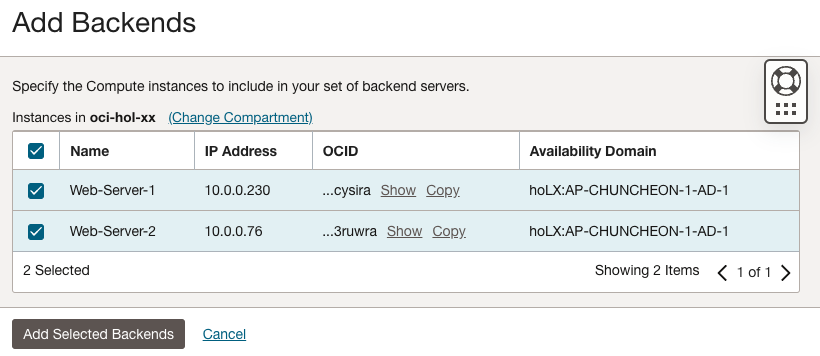 Add Backends
Specify the Compute instances to include in your set of backend servers.
Instances in oci-hol-xx (Change Compartment)
Name IP Address OCID Availability Domain
Web-Server-1 10.0.0.230 ...cysira Show Copy hoLX:AP-CHUNCHEON-1-AD-1
Web-Server-2 10.0.0.76 ...3ruwra Show Copy hoLX:AP-CHUNCHEON-1-AD-1
2 Selected Showing 2 Items 1 of 1
Add Selected Backends Cancel